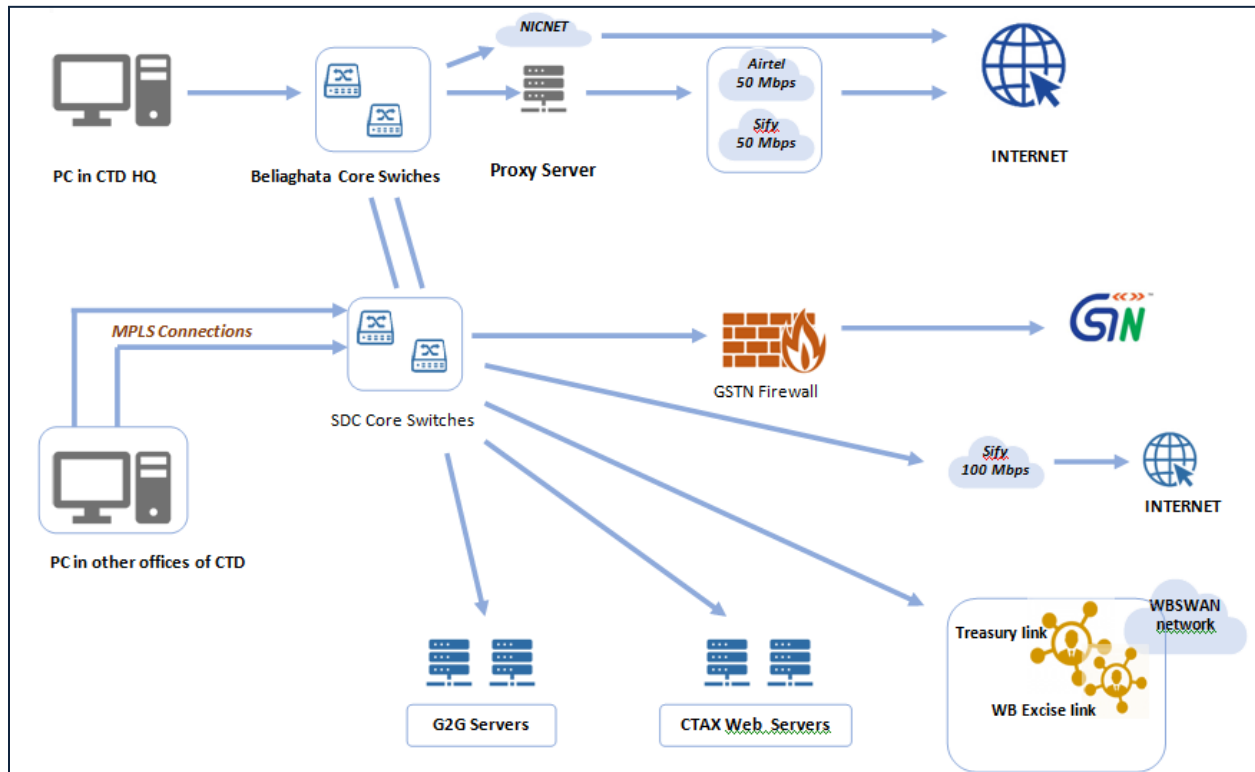 NICNET
Airtel
50 Mbps
Sify
50 Mbps
PC in CTD HQ
Beliaghata Core Swiches
Proxy Server
INTERNET
MPLS Connections
GSTN Firewall
GSTN
SDC Core Switches
Sify
100 Mbps
INTERNET
PC in other offices of CTD
WBSWAN
network
Treasury link
WB Excise link
G2G Servers
CTAX Web Servers